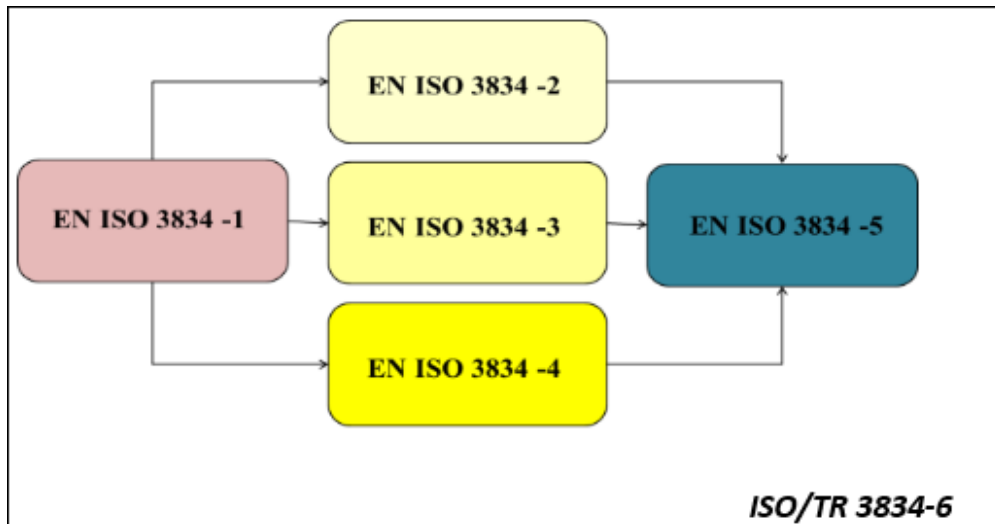 EN ISO 3834 -2
EN ISO 3834 -1
EN ISO 3834 -3
EN ISO 3834 -5
EN ISO 3834 -4
ISO/TR 3834-6